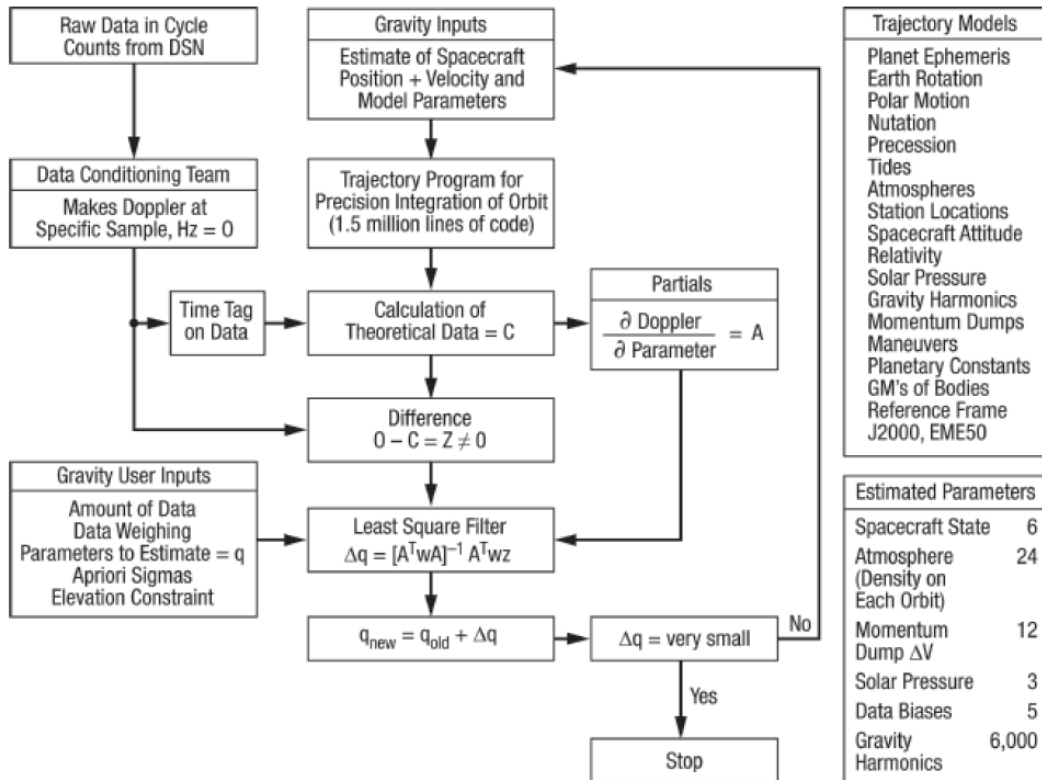 Raw Data in Cycle
Counts from DSN
Gravity Inputs
Estimate of Spacecraft
Position + Velocity and
Model Parameters
Data Conditioning Team
Makes Doppler at
Specific Sample, Hz = O
Trajectory Program for
Precision Integration of Orbit
(1.5 million lines of code)
Time Tag
on Data
Calculation of
Theoretical Data = C
Partials
∂ Doppler
∂ Parameter
= A
Difference
O – C = Z ≠ 0
Gravity User Inputs
Amount of Data
Data Weighing
Parameters to Estimate = q
Apriori Sigmas
Elevation Constraint
Least Square Filter
Δq = [AᵀwA]⁻¹ Aᵀwz
q_new = q_old + Δq
Δq = very small
No
Yes
Stop
Trajectory Models
Planet Ephemeris
Earth Rotation
Polar Motion
Nutation
Precession
Tides
Atmospheres
Station Locations
Spacecraft Attitude
Relativity
Solar Pressure
Gravity Harmonics
Momentum Dumps
Maneuvers
Planetary Constants
GM's of Bodies
Reference Frame
J2000, EME50
Estimated Parameters
Spacecraft State 6
Atmosphere 24
(Density on
Each Orbit)
Momentum 12
Dump ΔV
Solar Pressure 3
Data Biases 5
Gravity 6,000
Harmonics